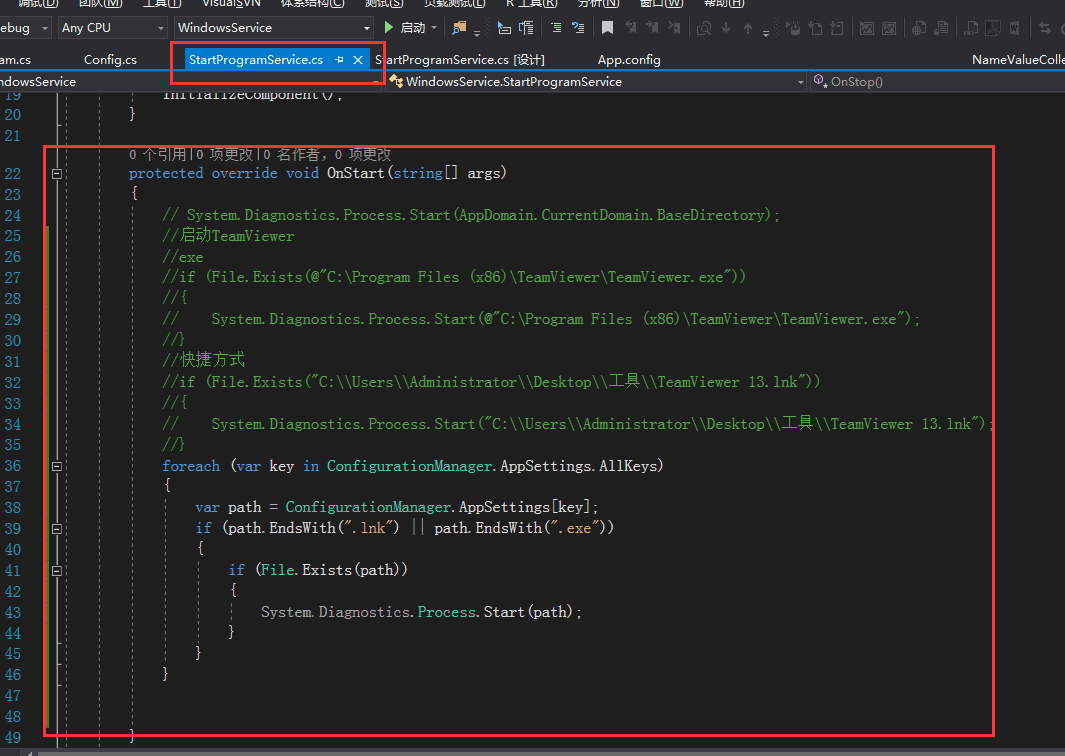 调试(D) 团队(M) 工具(T) VisualSVN 体系结构(C) 测试(S) 负载测试(L) R 工具(R) 分析(N) 窗口(W) 帮助(H)
ebug Any CPU WindowsService 启动
am.cs Config.cs StartProgramService.cs StartProgramService.cs [设计] App.config NameValueColle
ndowsService WindowsService.StartProgramService OnStop()
19 InitializeComponent();
20 }
21
0 个引用|0 项更改|0 名作者, 0 项更改
22 protected override void OnStart(string[] args)
23 {
24 // System.Diagnostics.Process.Start(AppDomain.CurrentDomain.BaseDirectory);
25 //启动TeamViewer
26 //exe
27 //if (File.Exists(@"C:\Program Files (x86)\TeamViewer\TeamViewer.exe"))
28 //{
29 // System.Diagnostics.Process.Start(@"C:\Program Files (x86)\TeamViewer\TeamViewer.exe");
30 //}
31 //快捷方式
32 //if (File.Exists("C:\\Users\\Administrator\\Desktop\\工具\\TeamViewer 13.lnk"))
33 //{
34 // System.Diagnostics.Process.Start("C:\\Users\\Administrator\\Desktop\\工具\\TeamViewer 13.lnk");
35 //}
36 foreach (var key in ConfigurationManager.AppSettings.AllKeys)
37 {
38 var path = ConfigurationManager.AppSettings[key];
39 if (path.EndsWith(".lnk") || path.EndsWith(".exe"))
40 {
41 if (File.Exists(path))
42 {
43 System.Diagnostics.Process.Start(path);
44 }
45 }
46 }
47
48
49 }